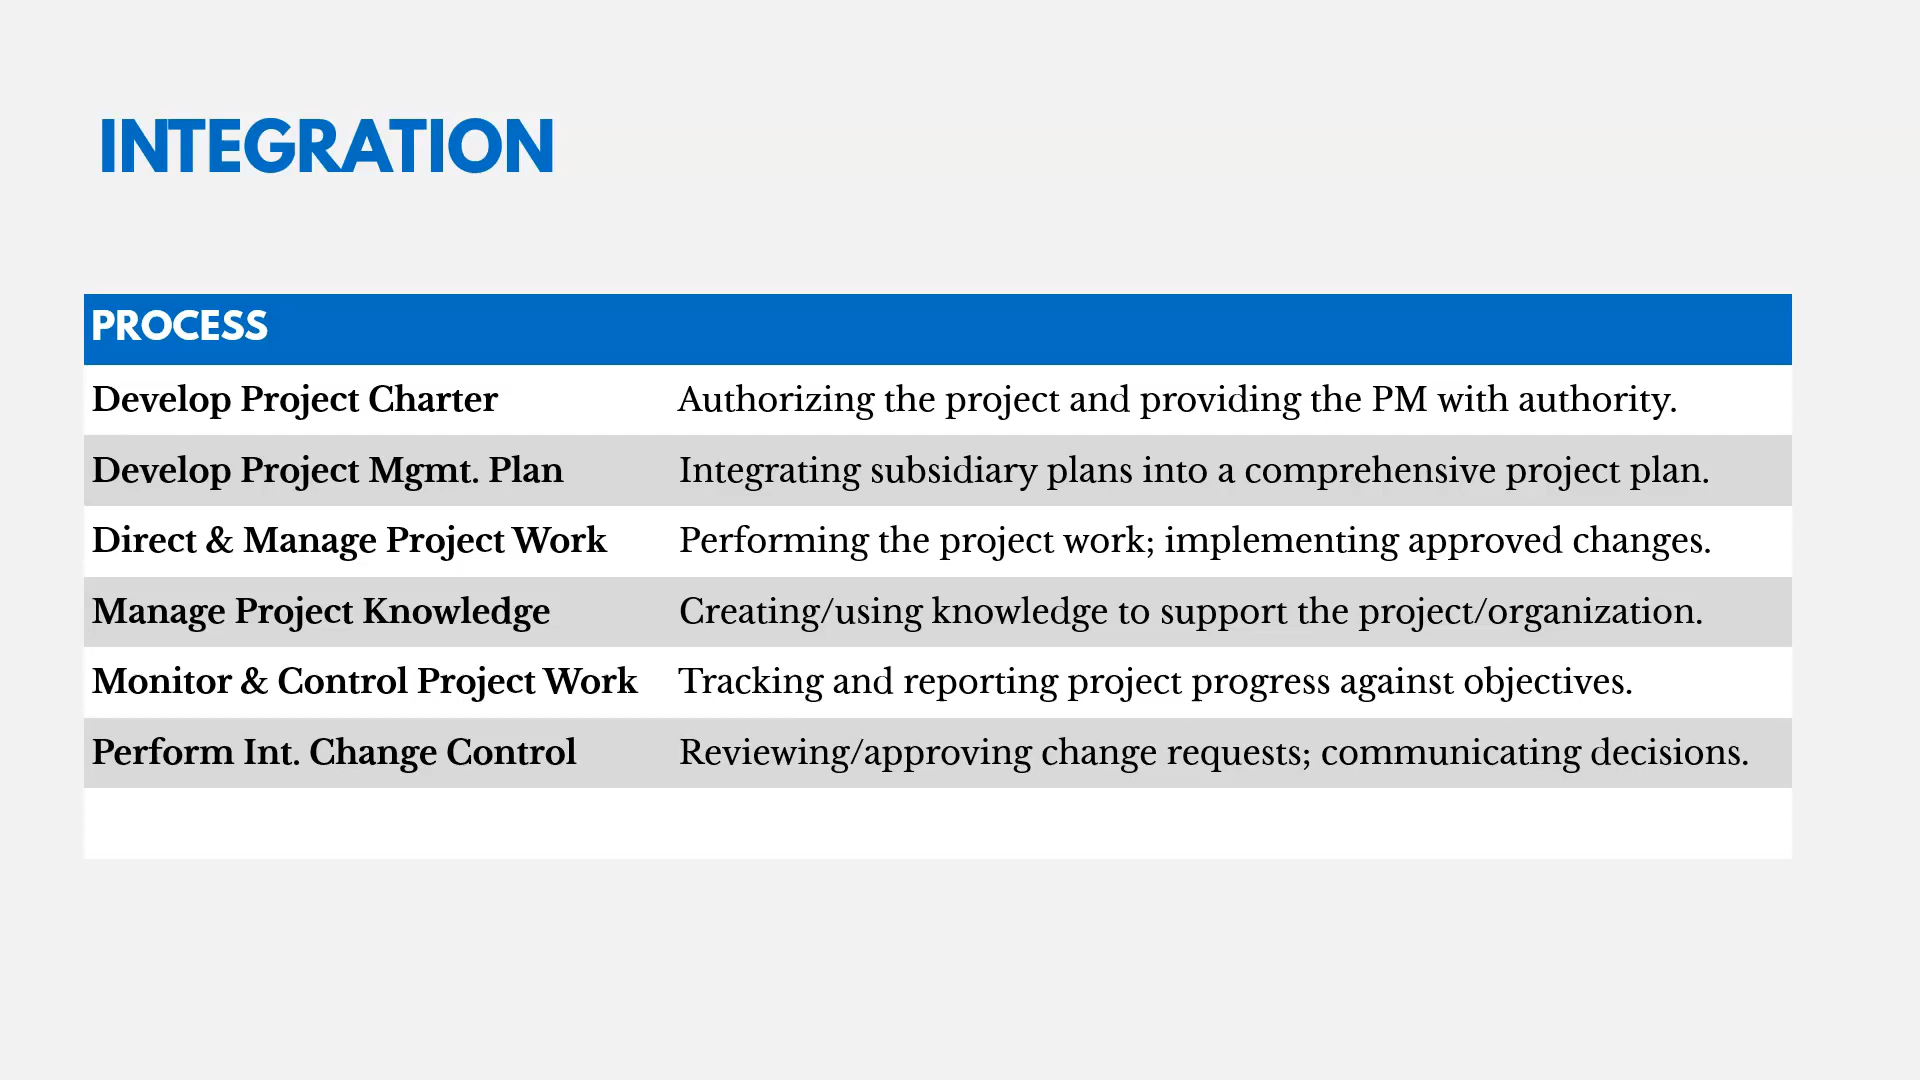 INTEGRATION
PROCESS
Develop Project Charter Authorizing the project and providing the PM with authority.
Develop Project Mgmt. Plan Integrating subsidiary plans into a comprehensive project plan.
Direct & Manage Project Work Performing the project work; implementing approved changes.
Manage Project Knowledge Creating/using knowledge to support the project/organization.
Monitor & Control Project Work Tracking and reporting project progress against objectives.
Perform Int. Change Control Reviewing/approving change requests; communicating decisions.